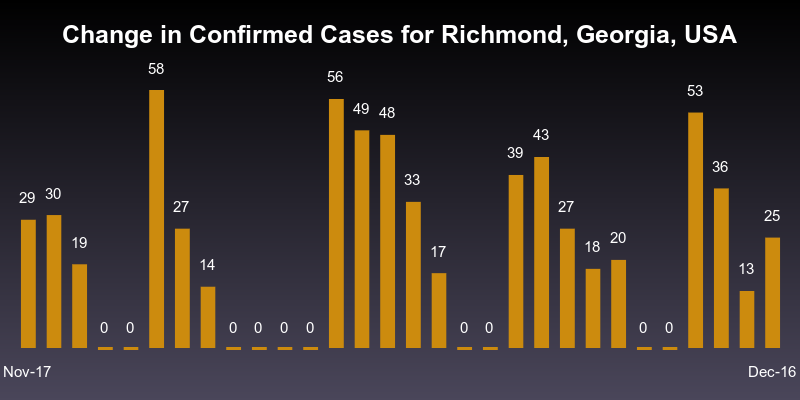 Change in Confirmed Cases for Richmond, Georgia, USA
29 30 19 0 0 58 27 14 0 0 0 0 56 49 48 33 17 0 0 39 43 27 18 20 0 0 53 36 13 25
Nov-17 Dec-16